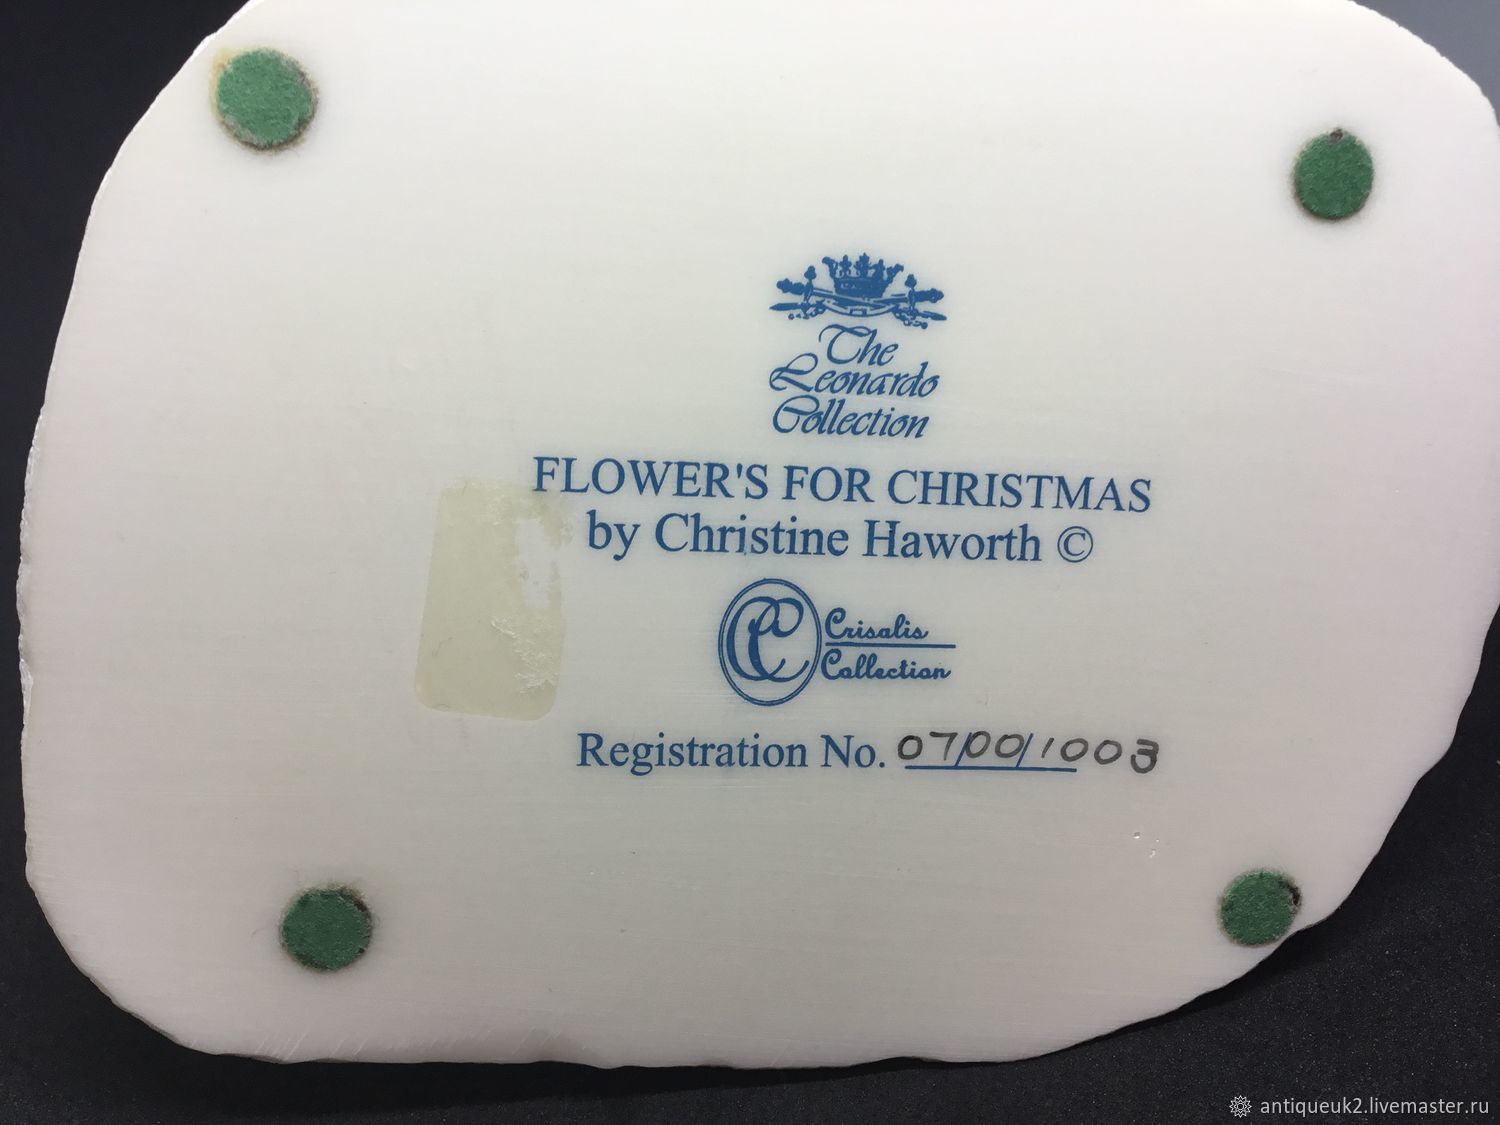 The
Leonardo
Collection
FLOWER'S FOR CHRISTMAS
by Christine Haworth ©
CC Crisalis
Collection
Registration No. 07/00/1003
antiqueuk2.livemaster.ru